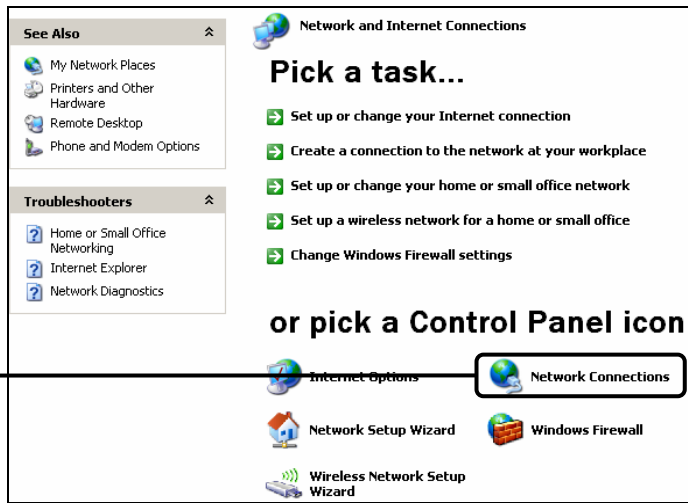 See Also
My Network Places
Printers and Other
Hardware
Remote Desktop
Phone and Modem Options
Troubleshooters
Home or Small Office
Networking
Internet Explorer
Network Diagnostics
Network and Internet Connections
Pick a task...
Set up or change your Internet connection
Create a connection to the network at your workplace
Set up or change your home or small office network
Set up a wireless network for a home or small office
Change Windows Firewall settings
or pick a Control Panel icon
Internet Options
Network Connections
Network Setup Wizard
Windows Firewall
Wireless Network Setup
Wizard